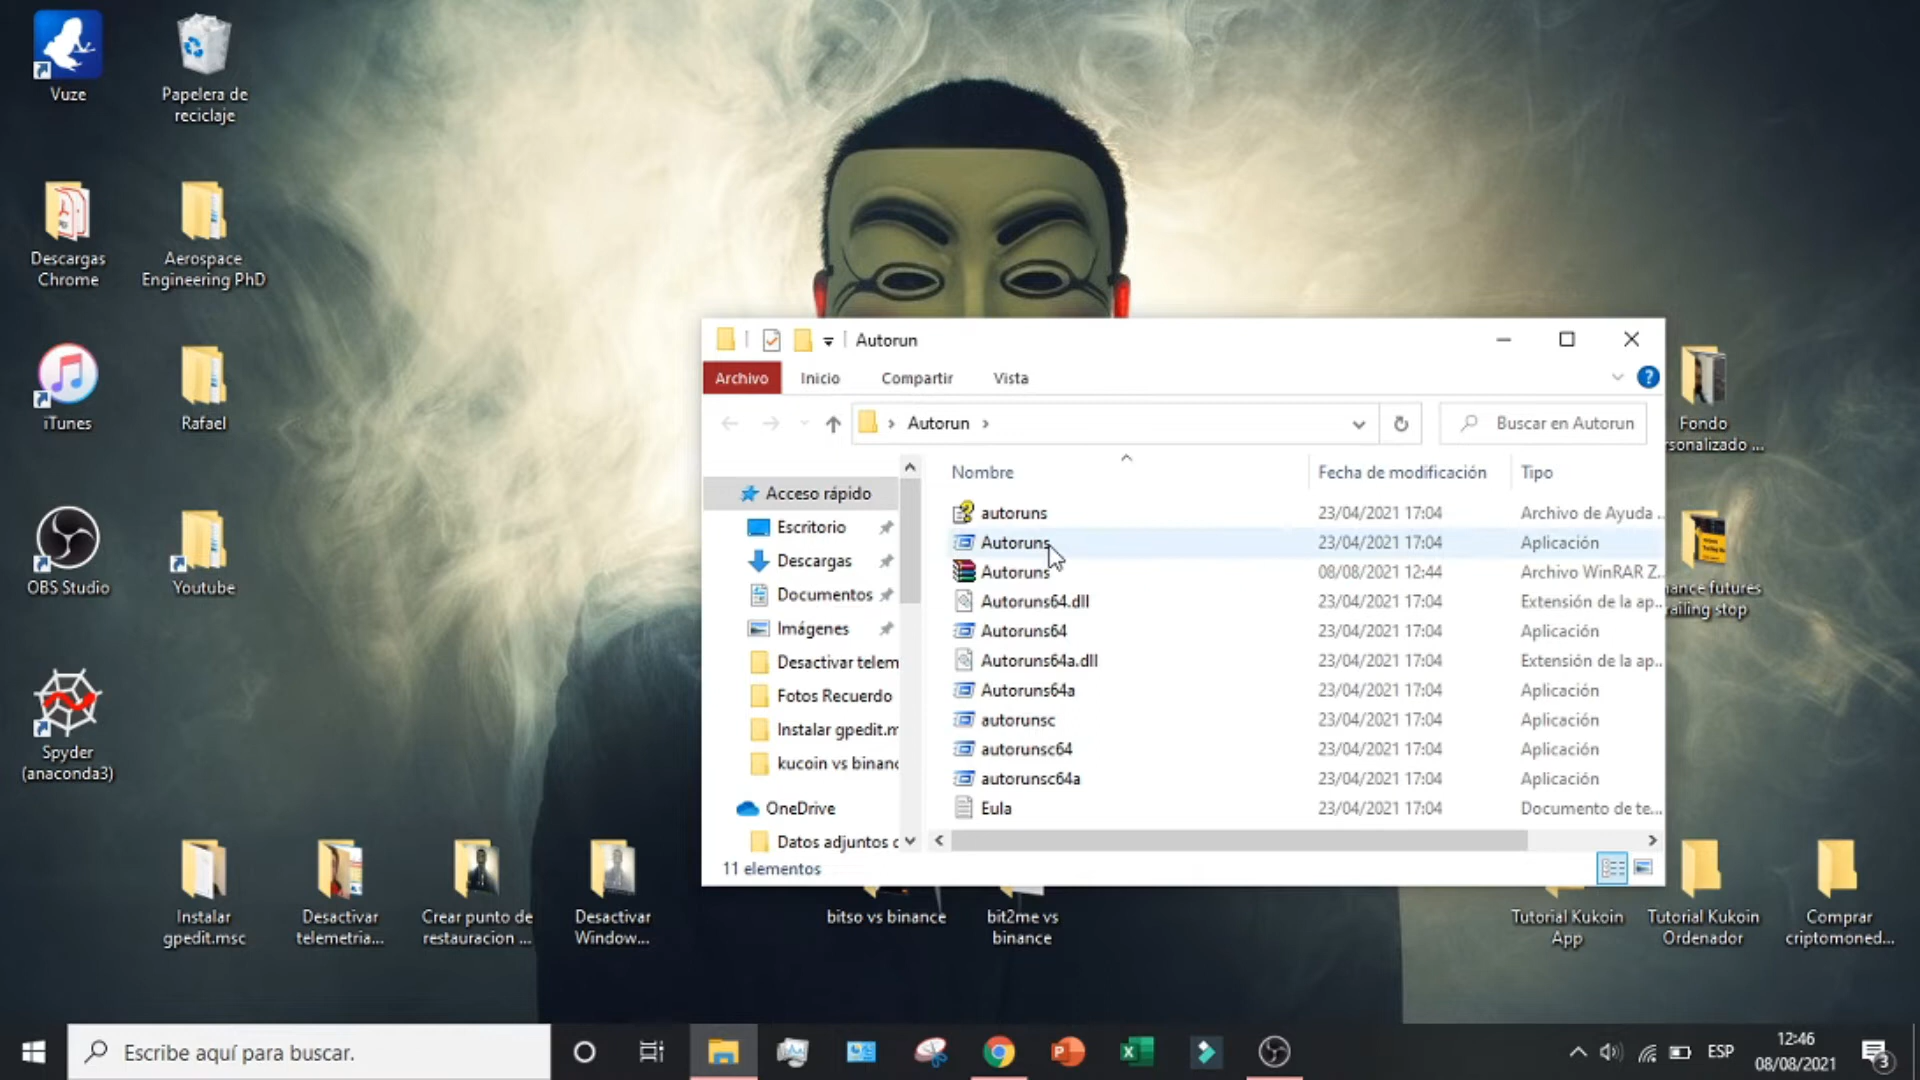 Vuze
Papelera de
reciclaje
Descargas
Chrome
Aerospace
Engineering PhD
iTunes
Rafael
OBS Studio
Youtube
Spyder
(anaconda3)
Instalar
gpedit.msc
Desactivar
telemetria...
Crear punto de
restauracion ...
Desactivar
Window...
bitso vs binance
bit2me vs
binance
Fondo
rsonalizado ...
ance futures
railing stop
Tutorial Kukoin
App
Tutorial Kukoin
Ordenador
Comprar
criptomoned...
Autorun
Archivo Inicio Compartir Vista
Autorun
Buscar en Autorun
Acceso rápido
Escritorio
Descargas
Documentos
Imágenes
Desactivar telem
Fotos Recuerdo
Instalar gpedit.m
kucoin vs binanc
OneDrive
Datos adjuntos c
Nombre Fecha de modificación Tipo
autoruns 23/04/2021 17:04 Archivo de Ayuda ...
Autoruns 23/04/2021 17:04 Aplicación
Autoruns 08/08/2021 12:44 Archivo WinRAR Z...
Autoruns64.dll 23/04/2021 17:04 Extensión de la ap...
Autoruns64 23/04/2021 17:04 Aplicación
Autoruns64a.dll 23/04/2021 17:04 Extensión de la ap...
Autoruns64a 23/04/2021 17:04 Aplicación
autorunsc 23/04/2021 17:04 Aplicación
autorunsc64 23/04/2021 17:04 Aplicación
autorunsc64a 23/04/2021 17:04 Aplicación
Eula 23/04/2021 17:04 Documento de te...
11 elementos
Escribe aquí para buscar.
ESP
12:46
08/08/2021
3